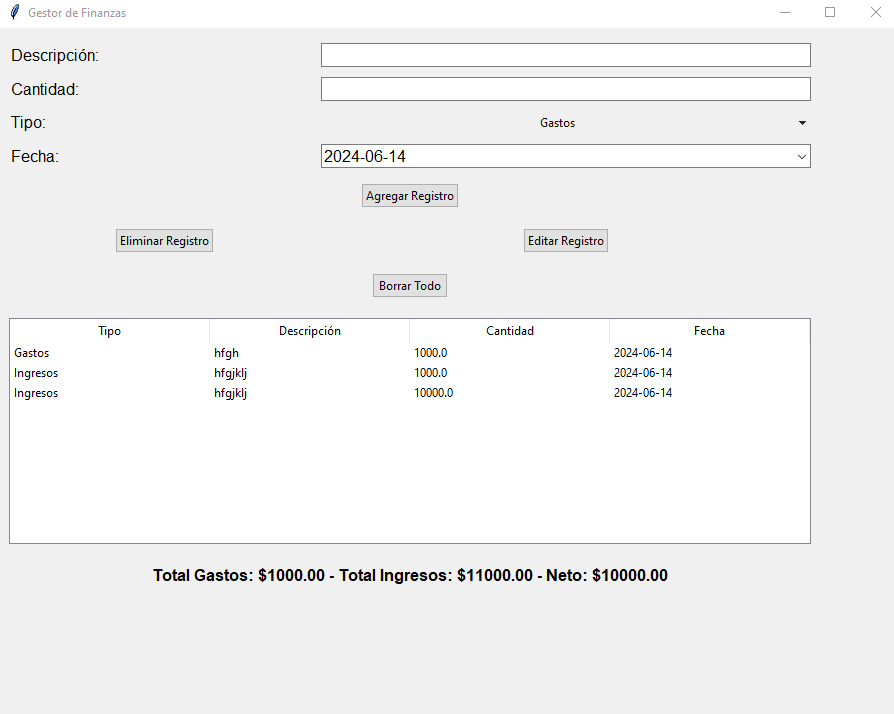 Gestor de Finanzas
Descripción:
Cantidad:
Tipo: Gastos
Fecha: 2024-06-14
Agregar Registro
Eliminar Registro Editar Registro
Borrar Todo
Tipo Descripción Cantidad Fecha
Gastos hfgh 1000.0 2024-06-14
Ingresos hfgjklj 1000.0 2024-06-14
Ingresos hfgjklj 10000.0 2024-06-14
Total Gastos: $1000.00 - Total Ingresos: $11000.00 - Neto: $10000.00